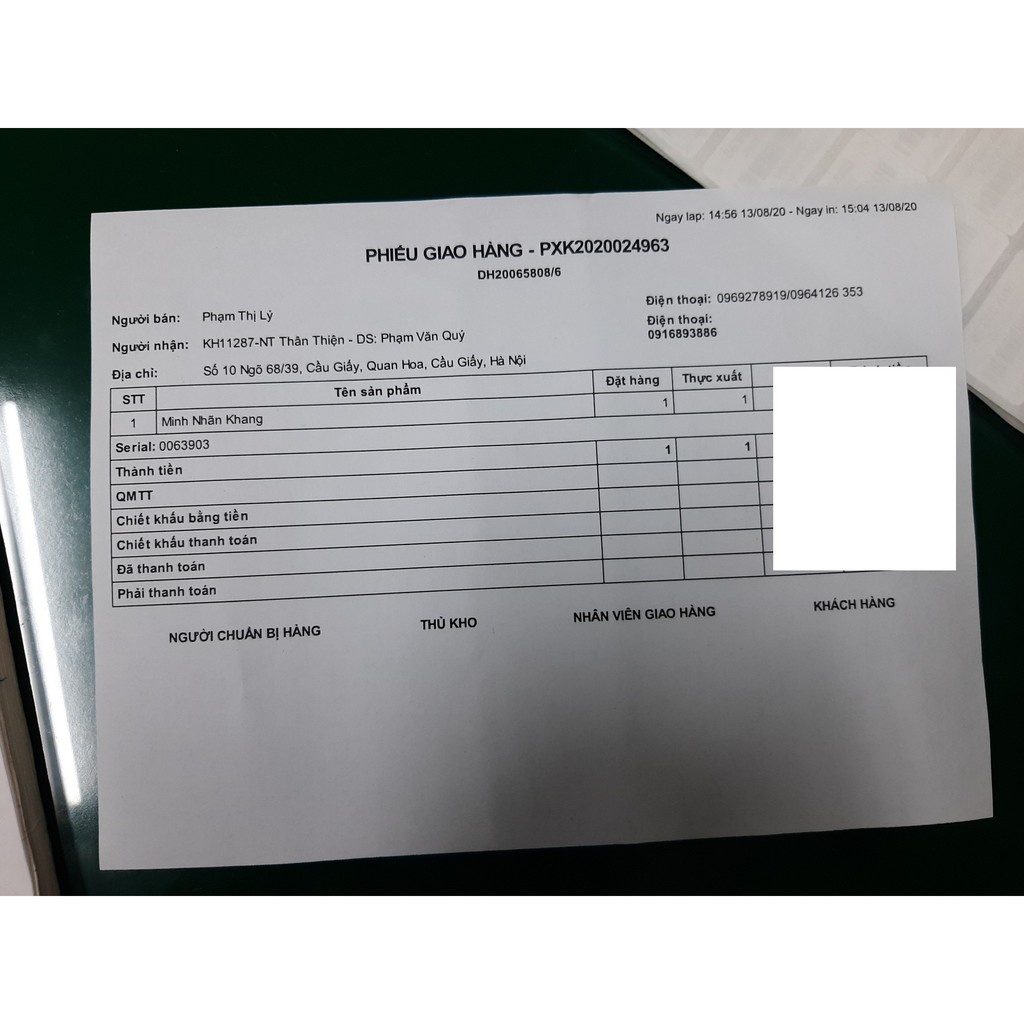 Ngay lap: 14:56 13/08/20 - Ngay in: 15:04 13/08/20
PHIẾU GIAO HÀNG - PXK2020024963
DH20065808/6
Người bán: Phạm Thị Lý
Điện thoại: 0969278919/0964126 353
Người nhận: KH11287-NT Thân Thiện - DS: Phạm Văn Quý
Điện thoại:
0916893886
Địa chỉ: Số 10 Ngõ 68/39, Cầu Giấy, Quan Hoa, Cầu Giấy, Hà Nội
STT Tên sản phẩm Đặt hàng Thực xuất
1 Minh Nhãn Khang 1 1
Serial: 0063903
Thành tiền 1 1
QMTT
Chiết khấu bằng tiền
Chiết khấu thanh toán
Đã thanh toán
Phải thanh toán
NGƯỜI CHUẨN BỊ HÀNG THỦ KHO NHÂN VIÊN GIAO HÀNG KHÁCH HÀNG